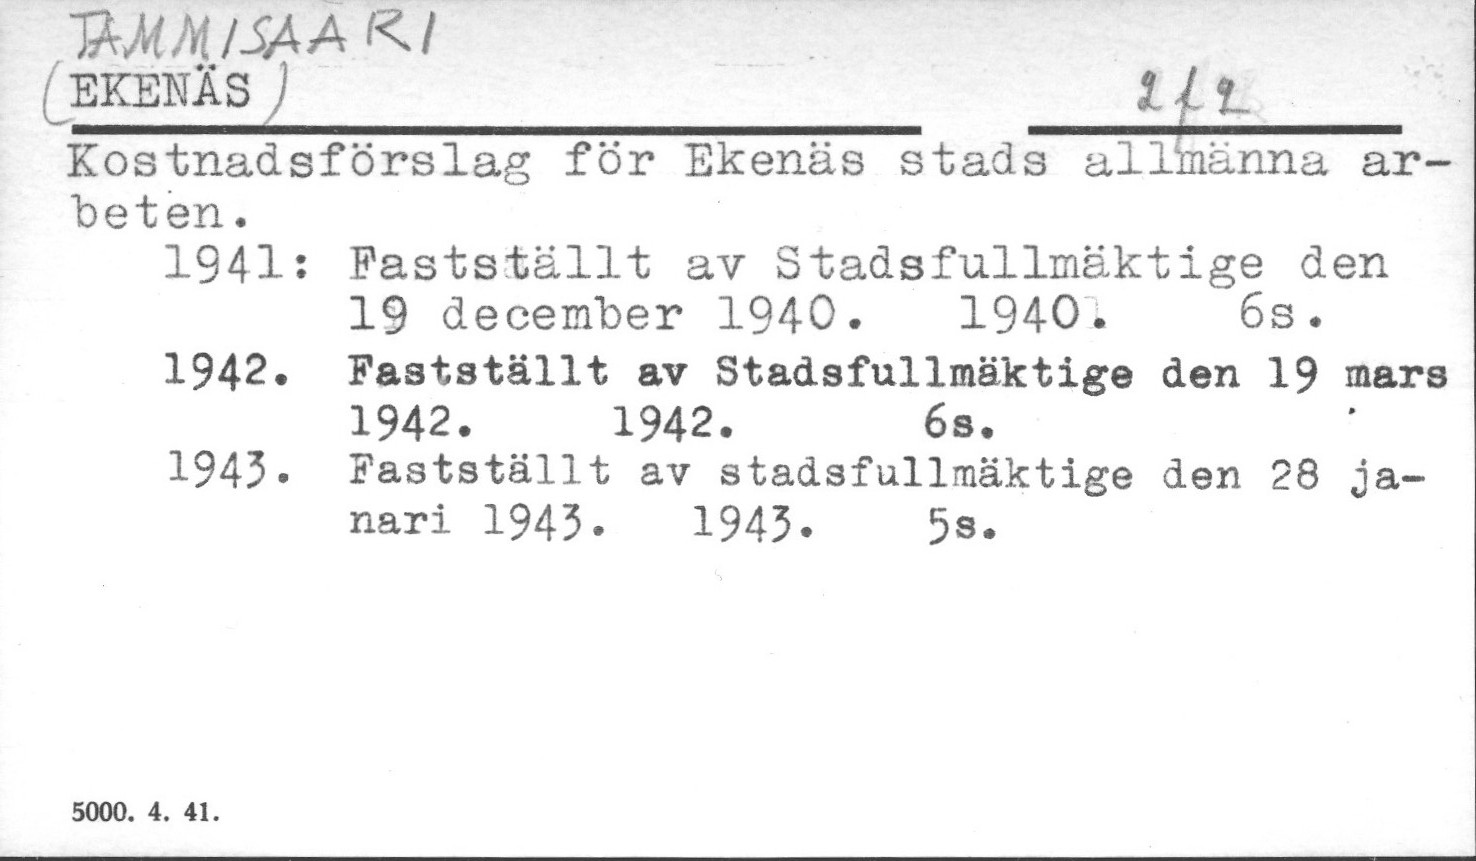 TAMMISAARI
(EKENÄS)
2f2
Kostnadsförslag för Ekenäs stads allmänna ar-
beten.
1941: Fastställt av Stadsfullmäktige den
19 december 1940. 1940. 6s.
1942. Fastställt av Stadsfullmäktige den 19 mars
1942. 1942. 6s.
1943. Fastställt av stadsfullmäktige den 28 ja-
nari 1943. 1943. 5s.
5000. 4. 41.